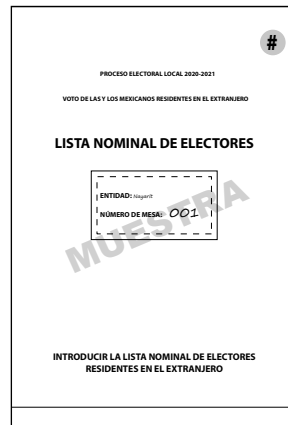 #
PROCESO ELECTORAL LOCAL 2020-2021
VOTO DE LAS Y LOS MEXICANOS RESIDENTES EN EL EXTRANJERO
LISTA NOMINAL DE ELECTORES
ENTIDAD: Nayarit
NÚMERO DE MESA: 001
MUESTRA
INTRODUCIR LA LISTA NOMINAL DE ELECTORES
RESIDENTES EN EL EXTRANJERO